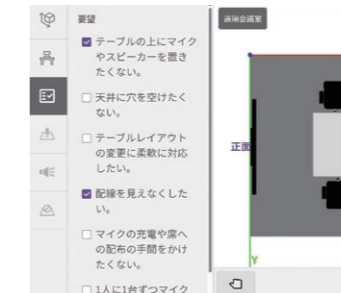 要望
テーブルの上にマイク
やスピーカーを置き
たくない。
天井に穴を空けたく
ない。
テーブルレイアウト
の変更に柔軟に対応
したい。
配線を見えなくした
い。
マイクの充電や席へ
の配布の手間をかけ
たくない。
1人に1台ずつマイク
遠隔会議室
正面
Y